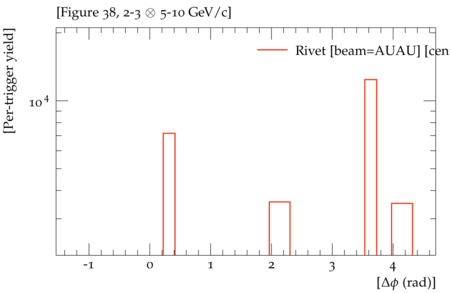 [Figure 38, 2-3 ⊗ 5-10 GeV/c]
[Per-trigger yield]
Rivet [beam=AUAU] [cen
10⁴
-1 0 1 2 3 4
[Δϕ (rad)]